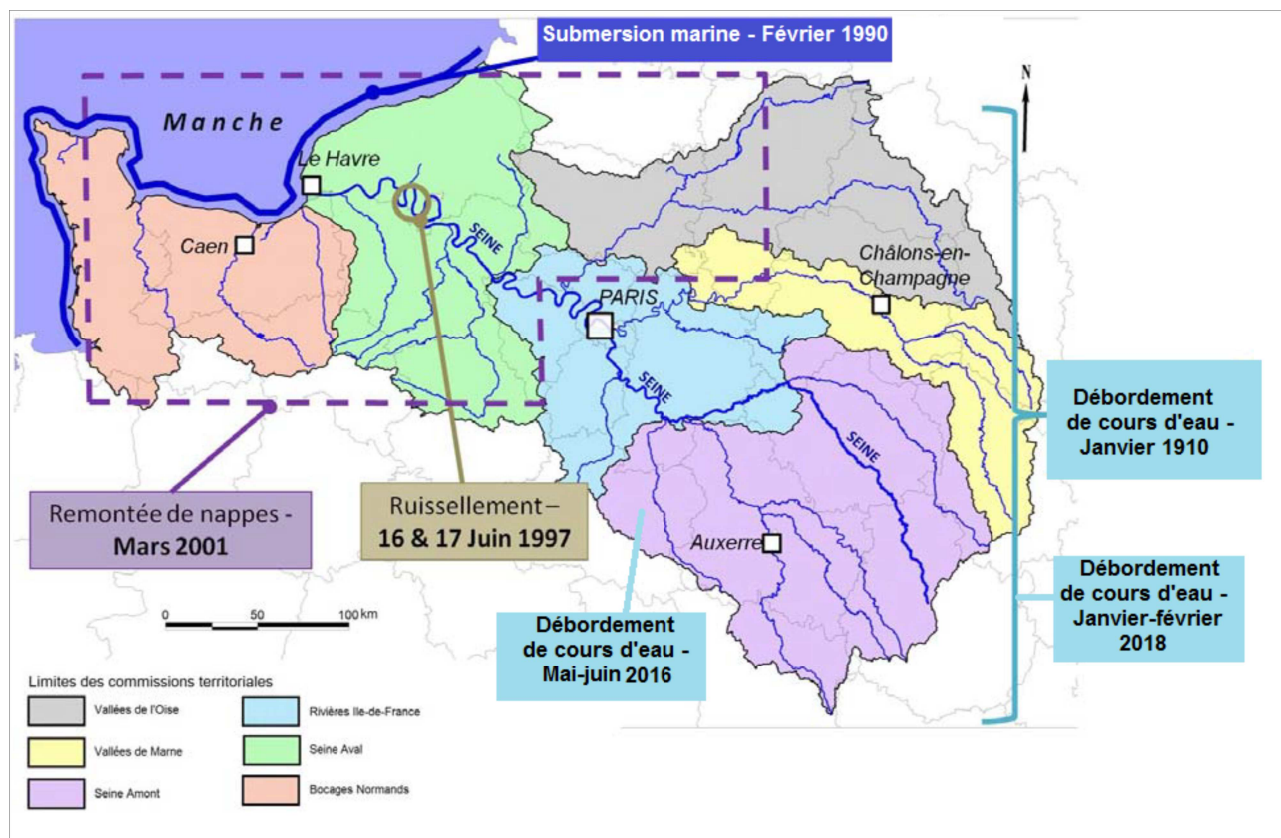 Submersion marine - Février 1990
N
Manche
Le Havre
Caen
SEINE
Châlons-en-
Champagne
PARIS
SEINE
SEINE
Débordement
de cours d'eau -
Janvier 1910
Remontée de nappes -
Mars 2001
Ruissellement –
16 & 17 Juin 1997
Auxerre
Débordement
de cours d'eau -
Janvier-février
2018
Débordement
de cours d'eau -
Mai-juin 2016
0 50 100 km
Limites des commissions territoriales
Vallées de l'Oise
Rivières Ile-de-France
Vallées de Marne
Seine Aval
Seine Amont
Bocages Normands